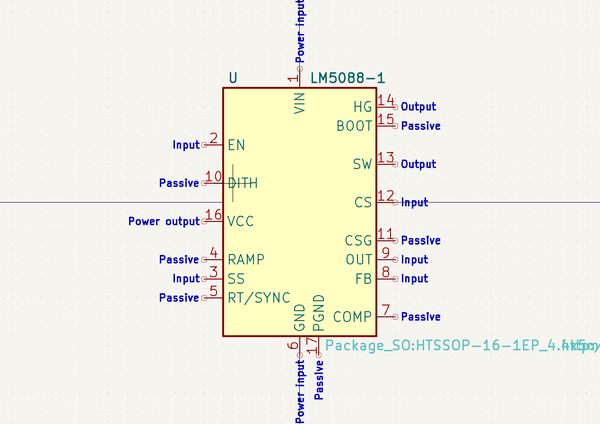 Power input
1
VIN
U LM5088-1
HG 14 Output
BOOT 15 Passive
Input 2 EN
SW 13 Output
Passive 10 DITH
CS 12 Input
Power output 16 VCC
CSG 11 Passive
Passive 4 RAMP
OUT 9 Input
Input 3 SS
FB 8 Input
Passive 5 RT/SYNC
COMP 7 Passive
GND
PGND
6
17
Package_SO:HTSSOP-16-1EP_4.4x5m
Power input
Passive